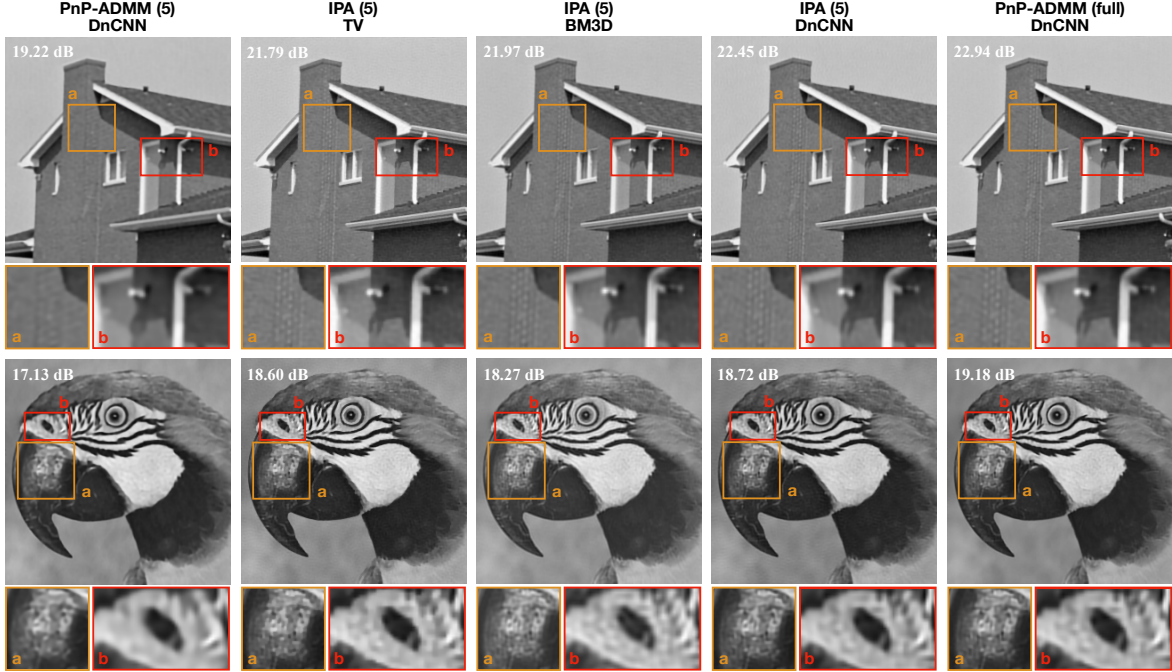 PnP-ADMM (5)
DnCNN
IPA (5)
TV
IPA (5)
BM3D
IPA (5)
DnCNN
PnP-ADMM (full)
DnCNN
19.22 dB
21.79 dB
21.97 dB
22.45 dB
22.94 dB
a
b
a
b
a
b
a
b
a
b
a
b
a
b
a
b
a
b
a
b
17.13 dB
18.60 dB
18.27 dB
18.72 dB
19.18 dB
b
a
b
a
b
a
b
a
b
a
a
b
a
b
a
b
a
b
a
b